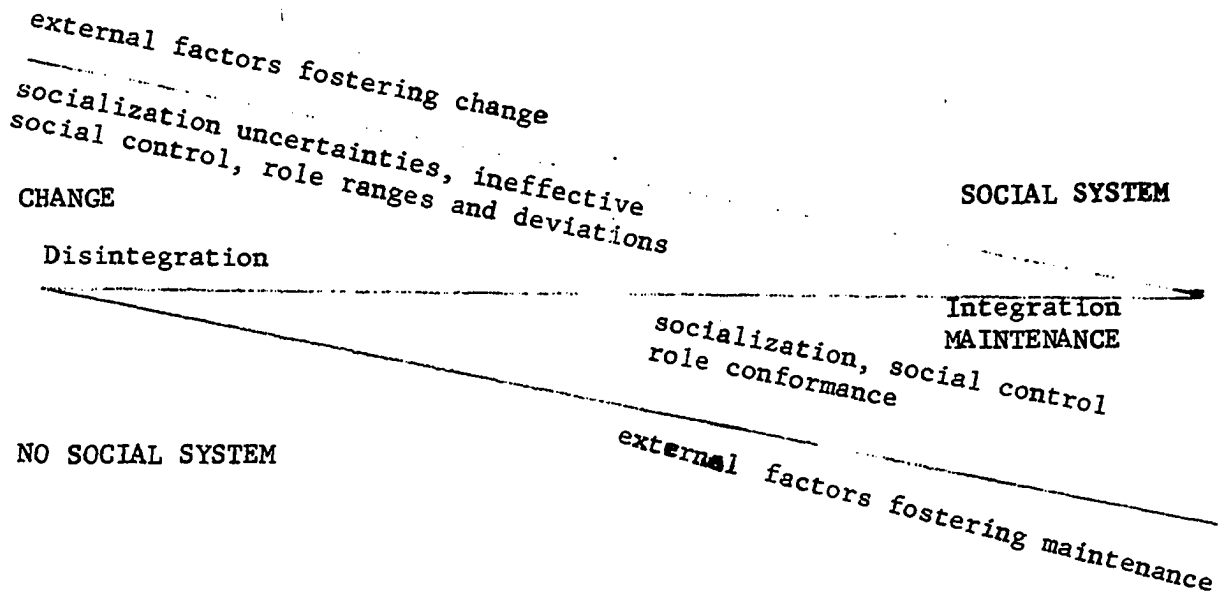 external factors fostering change
socialization uncertainties, ineffective
social control, role ranges and deviations
CHANGE
SOCIAL SYSTEM
Disintegration
Integration
MAINTENANCE
socialization, social control
role conformance
NO SOCIAL SYSTEM
external factors fostering maintenance